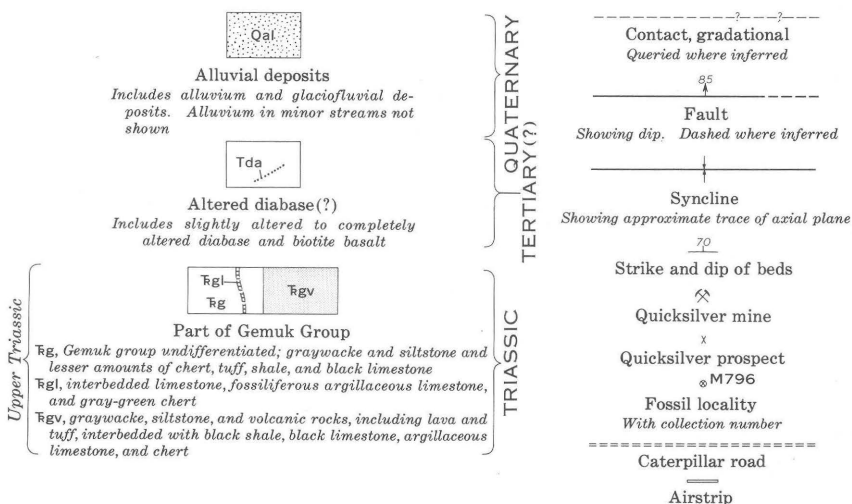 Qal
Alluvial deposits
Includes alluvium and glaciofluvial de-
posits. Alluvium in minor streams not
shown
QUATERNARY
Tda
Altered diabase(?)
Includes slightly altered to completely
altered diabase and biotite basalt
TERTIARY(?)
Upper Triassic
Ꞃgl
Ꞃg
Ꞃgv
Part of Gemuk Group
Ꞃg, Gemuk group undifferentiated; graywacke and siltstone and
lesser amounts of chert, tuff, shale, and black limestone
Ꞃgl, interbedded limestone, fossiliferous argillaceous limestone,
and gray-green chert
Ꞃgv, graywacke, siltstone, and volcanic rocks, including lava and
tuff, interbedded with black shale, black limestone, argillaceous
limestone, and chert
TRIASSIC
? ?
Contact, gradational
Queried where inferred
85
Fault
Showing dip. Dashed where inferred
Syncline
Showing approximate trace of axial plane
70
Strike and dip of beds
Quicksilver mine
x
Quicksilver prospect
⊗M796
Fossil locality
With collection number
Caterpillar road
Airstrip